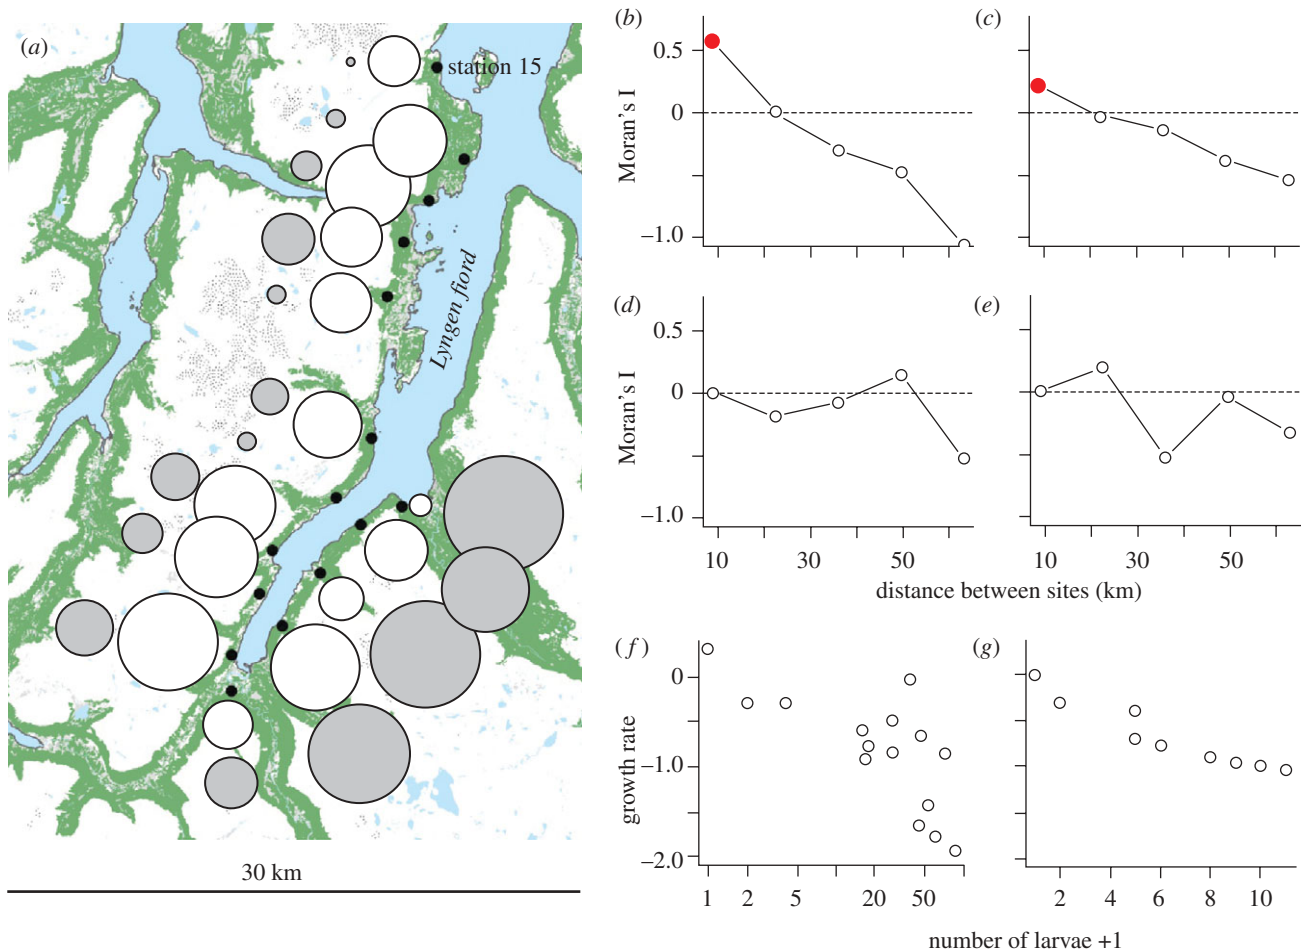 (a)
station 15
Lyngen fiord
30 km
(b)
(c)
0.5
0
–1.0
Moran's I
(d)
(e)
0.5
0
–1.0
Moran's I
10
30
50
10
30
50
distance between sites (km)
(f)
(g)
0
–1.0
–2.0
growth rate
1
2
5
20
50
2
4
6
8
10
number of larvae +1